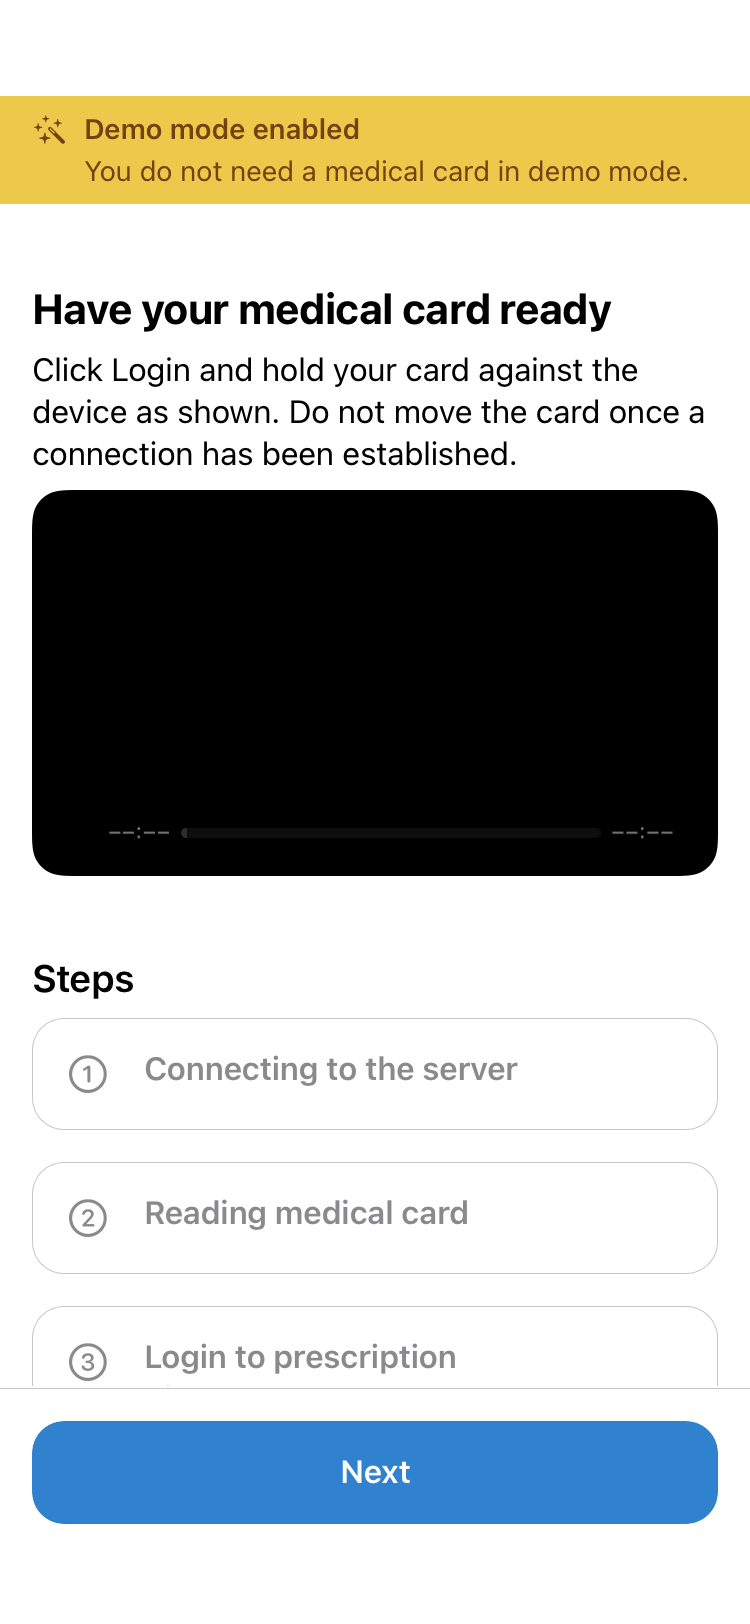 Demo mode enabled
You do not need a medical card in demo mode.
Have your medical card ready
Click Login and hold your card against the
device as shown. Do not move the card once a
connection has been established.
--:-- --:--
Steps
1 Connecting to the server
2 Reading medical card
3 Login to prescription
Next